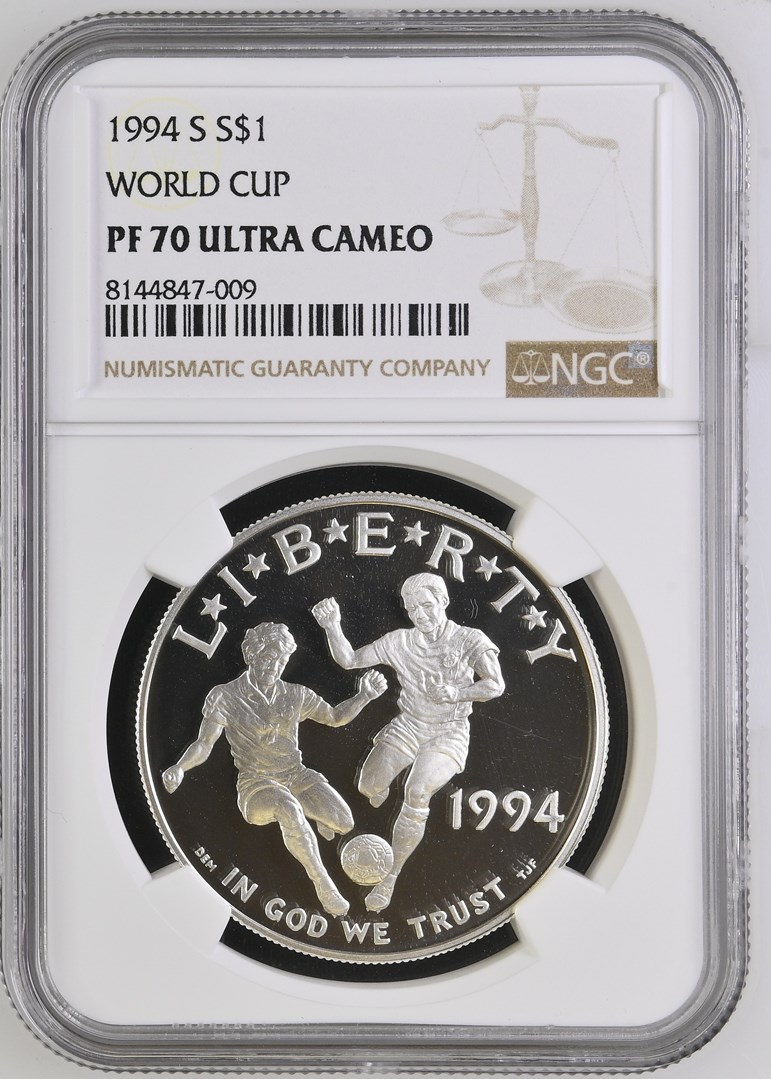 1994 S S$1
WORLD CUP
PF 70 ULTRA CAMEO
8144847-009
NUMISMATIC GUARANTY COMPANY
NGC®
L★I★B★E★R★T★Y
1994
DEM
IN GOD WE TRUST
TJF